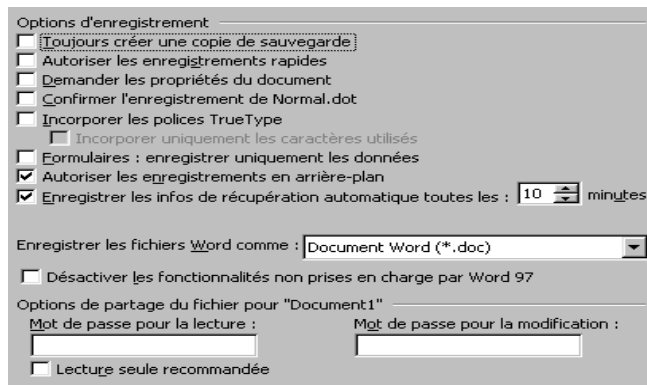 Options d'enregistrement
Toujours créer une copie de sauvegarde
Autoriser les enregistrements rapides
Demander les propriétés du document
Confirmer l'enregistrement de Normal.dot
Incorporer les polices TrueType
Incorporer uniquement les caractères utilisés
Formulaires : enregistrer uniquement les données
Autoriser les enregistrements en arrière-plan
Enregistrer les infos de récupération automatique toutes les : 10 minutes
Enregistrer les fichiers Word comme : Document Word (*.doc)
Désactiver les fonctionnalités non prises en charge par Word 97
Options de partage du fichier pour "Document1"
Mot de passe pour la lecture : Mot de passe pour la modification :
Lecture seule recommandée